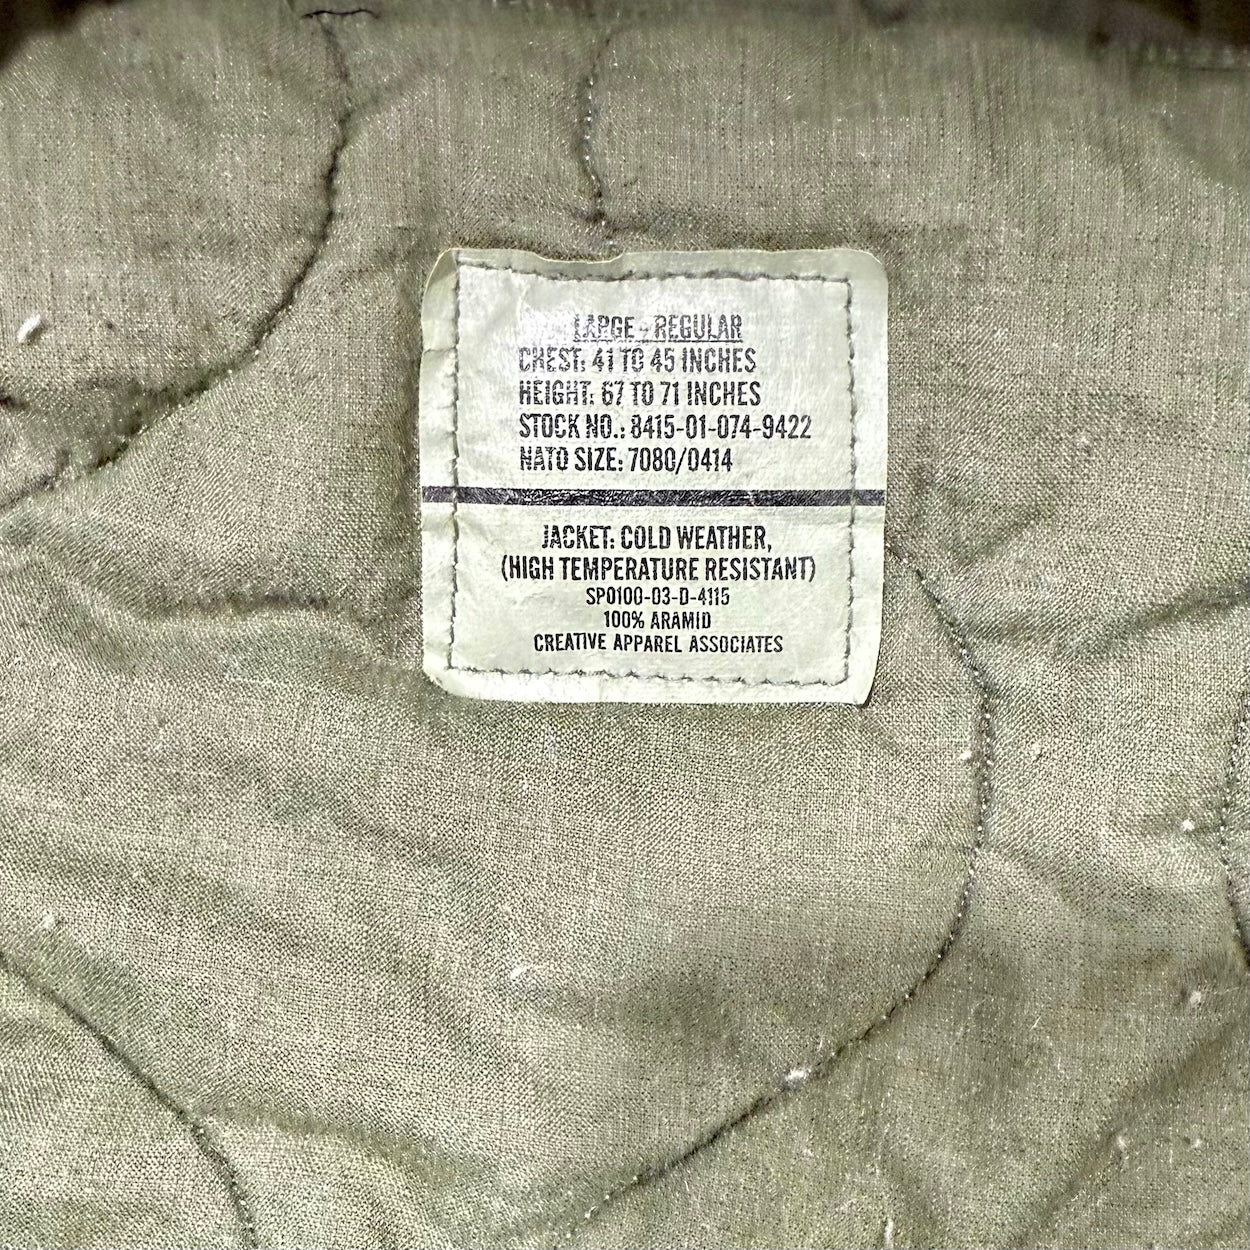 LARGE - REGULAR
CHEST: 41 TO 45 INCHES
HEIGHT: 67 TO 71 INCHES
STOCK NO.: 8415-01-074-9422
NATO SIZE: 7080/0414
JACKET: COLD WEATHER,
(HIGH TEMPERATURE RESISTANT)
SP0100-03-D-4115
100% ARAMID
CREATIVE APPAREL ASSOCIATES